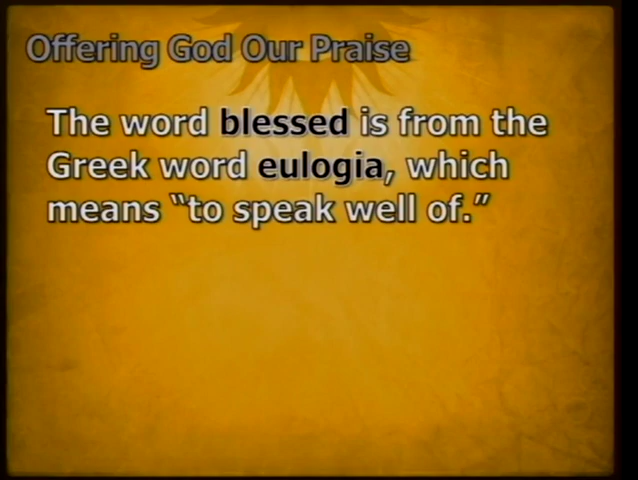 Offering God Our Praise
The word blessed is from the
Greek word eulogia, which
means “to speak well of.”